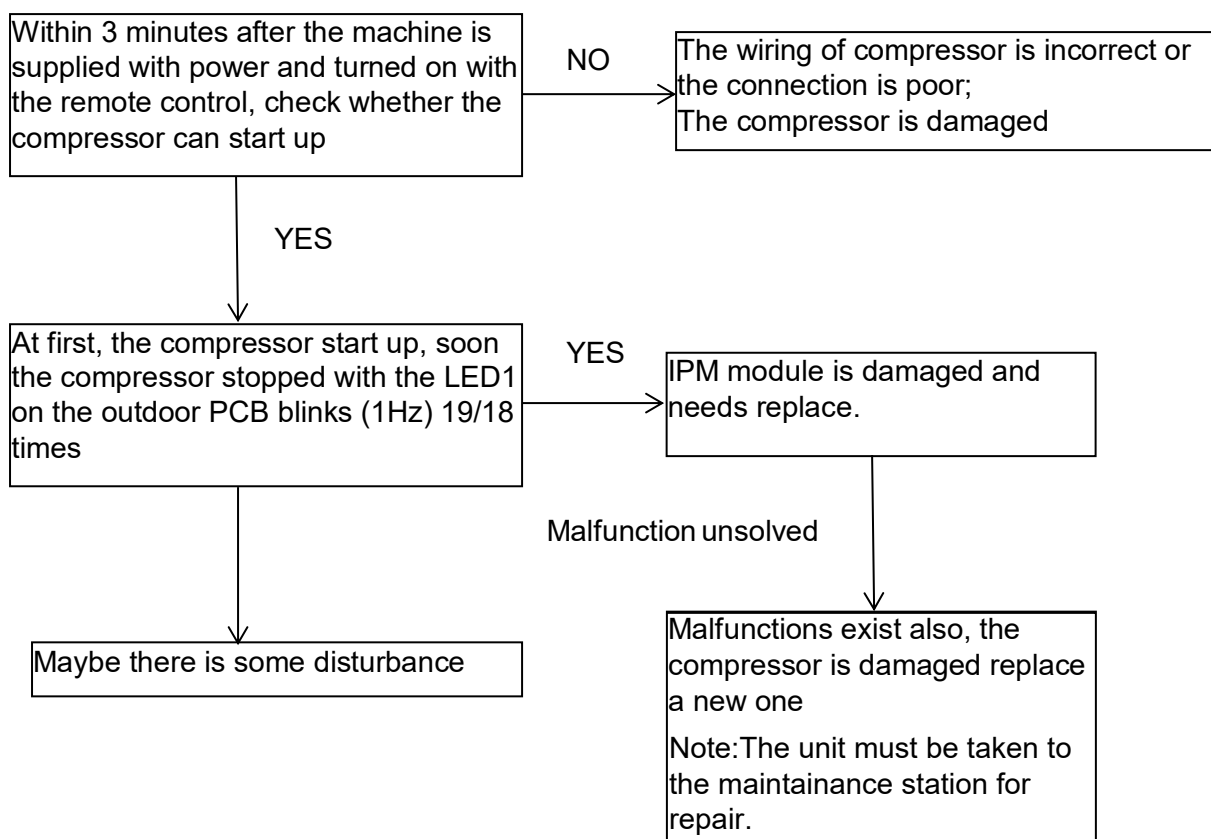 Within 3 minutes after the machine is
supplied with power and turned on with
the remote control, check whether the
compressor can start up
NO
The wiring of compressor is incorrect or
the connection is poor;
The compressor is damaged
YES
At first, the compressor start up, soon
the compressor stopped with the LED1
on the outdoor PCB blinks (1Hz) 19/18
times
YES
IPM module is damaged and
needs replace.
Malfunction unsolved
Maybe there is some disturbance
Malfunctions exist also, the
compressor is damaged replace
a new one
Note:The unit must be taken to
the maintainance station for
repair.